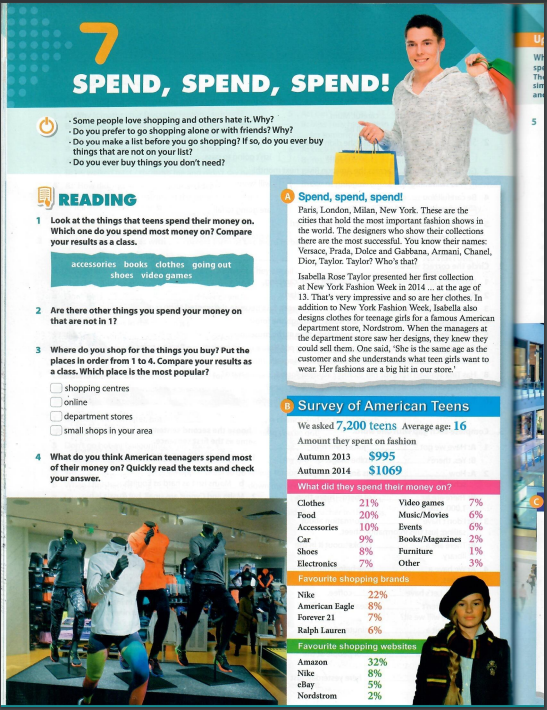 7
SPEND, SPEND, SPEND!
· Some people love shopping and others hate it. Why?
· Do you prefer to go shopping alone or with friends? Why?
· Do you make a list before you go shopping? If so, do you ever buy
things that are not on your list?
· Do you ever buy things you don't need?
READING
1 Look at the things that teens spend their money on.
Which one do you spend most money on? Compare
your results as a class.
accessories books clothes going out
shoes video games
2 Are there other things you spend your money on
that are not in 1?
3 Where do you shop for the things you buy? Put the
places in order from 1 to 4. Compare your results as
a class. Which place is the most popular?
shopping centres
online
department stores
small shops in your area
4 What do you think American teenagers spend most
of their money on? Quickly read the texts and check
your answer.
A Spend, spend, spend!
Paris, London, Milan, New York. These are the
cities that hold the most important fashion shows in
the world. The designers who show their collections
there are the most successful. You know their names:
Versace, Prada, Dolce and Gabbana, Armani, Chanel,
Dior, Taylor. Taylor? Who's that?
Isabella Rose Taylor presented her first collection
at New York Fashion Week in 2014 ... at the age of
13. That's very impressive and so are her clothes. In
addition to New York Fashion Week, Isabella also
designs clothes for teenage girls for a famous American
department store, Nordstrom. When the managers at
the department store saw her designs, they knew they
could sell them. One said, 'She is the same age as the
customer and she understands what teen girls want to
wear. Her fashions are a big hit in our store.'
B Survey of American Teens
We asked 7,200 teens Average age: 16
Amount they spent on fashion
Autumn 2013 $995
Autumn 2014 $1069
What did they spend their money on?
Clothes 21% Video games 7%
Food 20% Music/Movies 6%
Accessories 10% Events 6%
Car 9% Books/Magazines 2%
Shoes 8% Furniture 1%
Electronics 7% Other 3%
Favourite shopping brands
Nike 22%
American Eagle 8%
Forever 21 7%
Ralph Lauren 6%
Favourite shopping websites
Amazon 32%
Nike 8%
eBay 5%
Nordstrom 2%
Wh
spe
The
sim
and
5
C